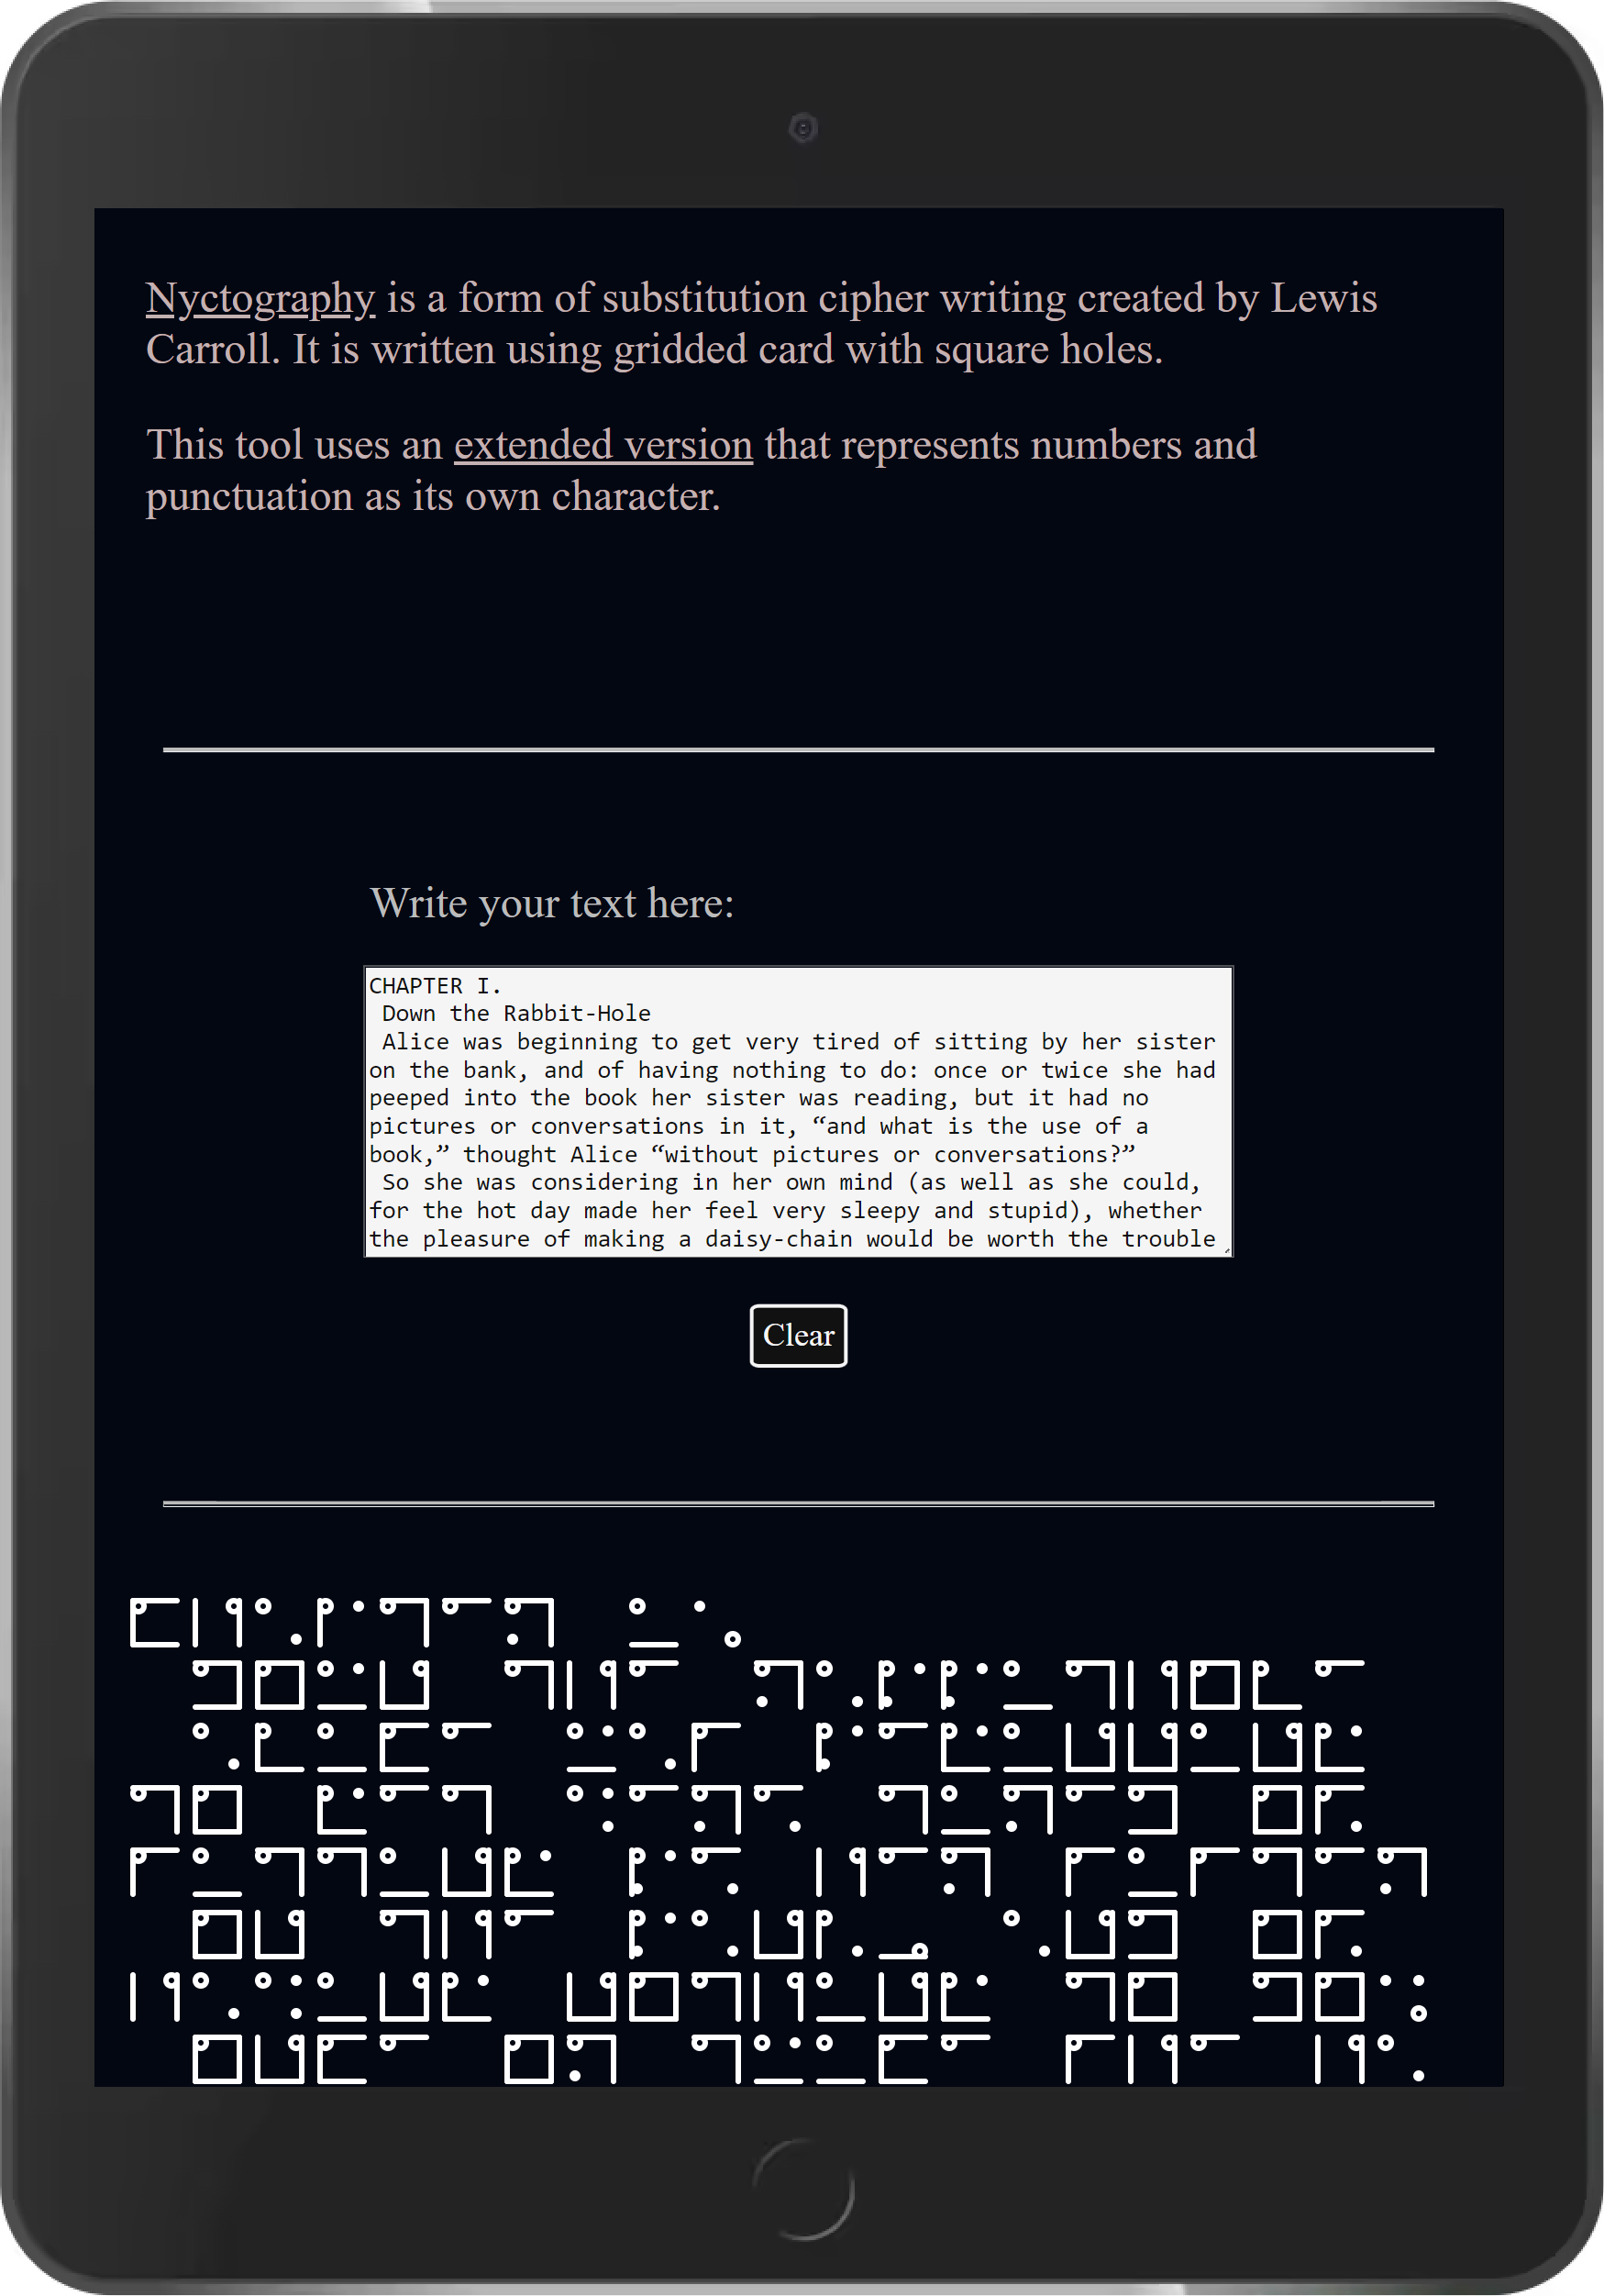 Nyctography is a form of substitution cipher writing created by Lewis
Carroll. It is written using gridded card with square holes.
This tool uses an extended version that represents numbers and
punctuation as its own character.
Write your text here:
CHAPTER I.
Down the Rabbit-Hole
Alice was beginning to get very tired of sitting by her sister
on the bank, and of having nothing to do: once or twice she had
peeped into the book her sister was reading, but it had no
pictures or conversations in it, “and what is the use of a
book,” thought Alice “without pictures or conversations?”
So she was considering in her own mind (as well as she could,
for the hot day made her feel very sleepy and stupid), whether
the pleasure of making a daisy-chain would be worth the trouble
Clear